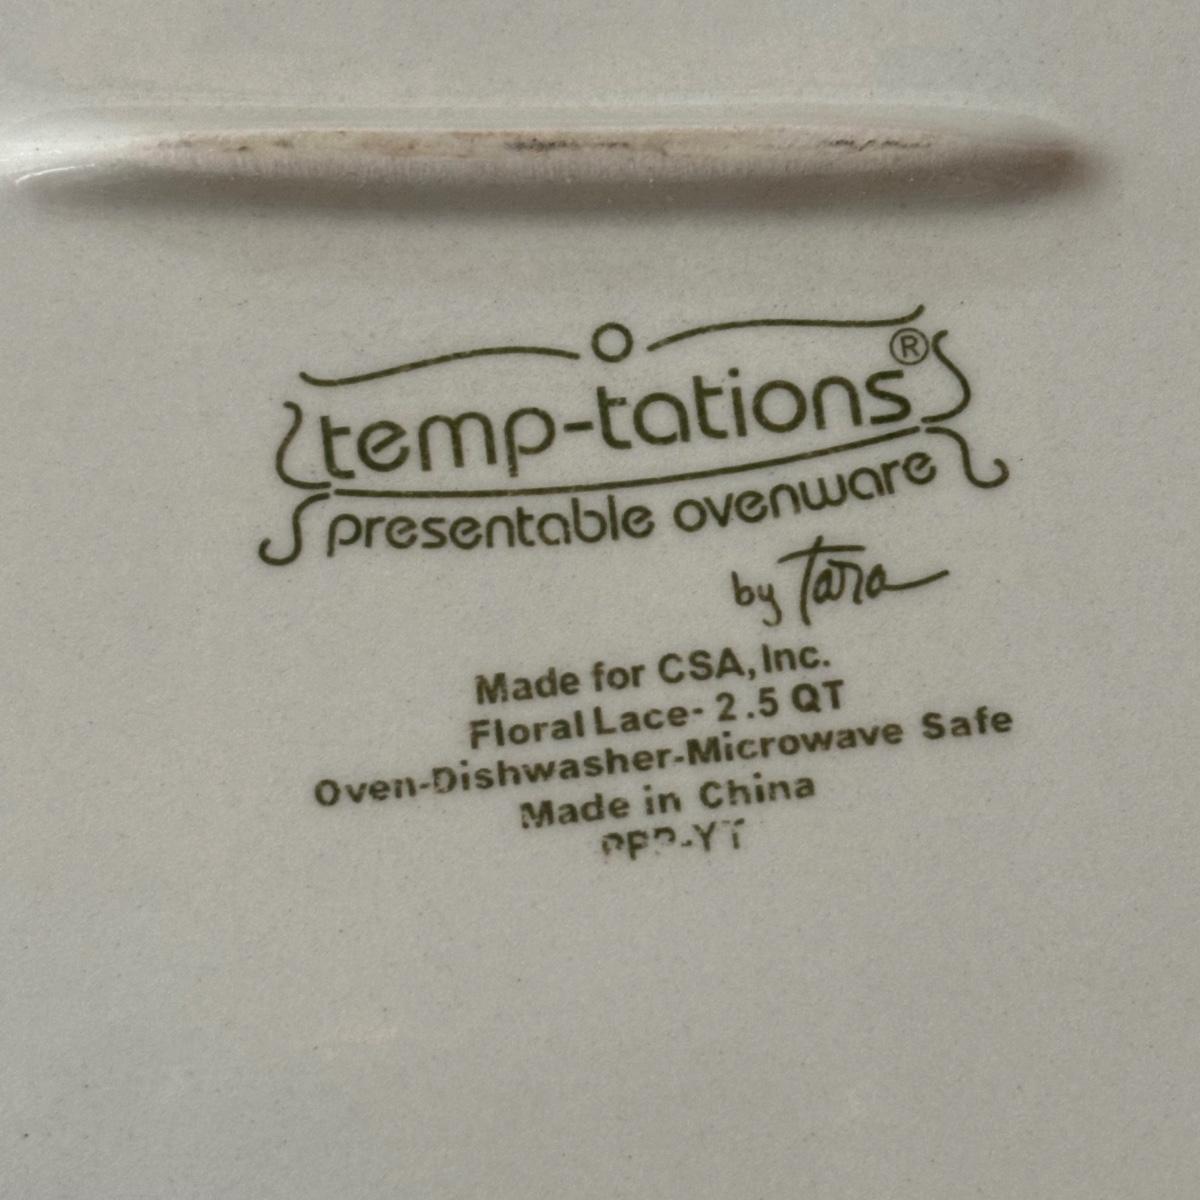 temp-tations®
presentable ovenware
by Tara
Made for CSA, Inc.
Floral Lace- 2.5 QT
Oven-Dishwasher-Microwave Safe
Made in China